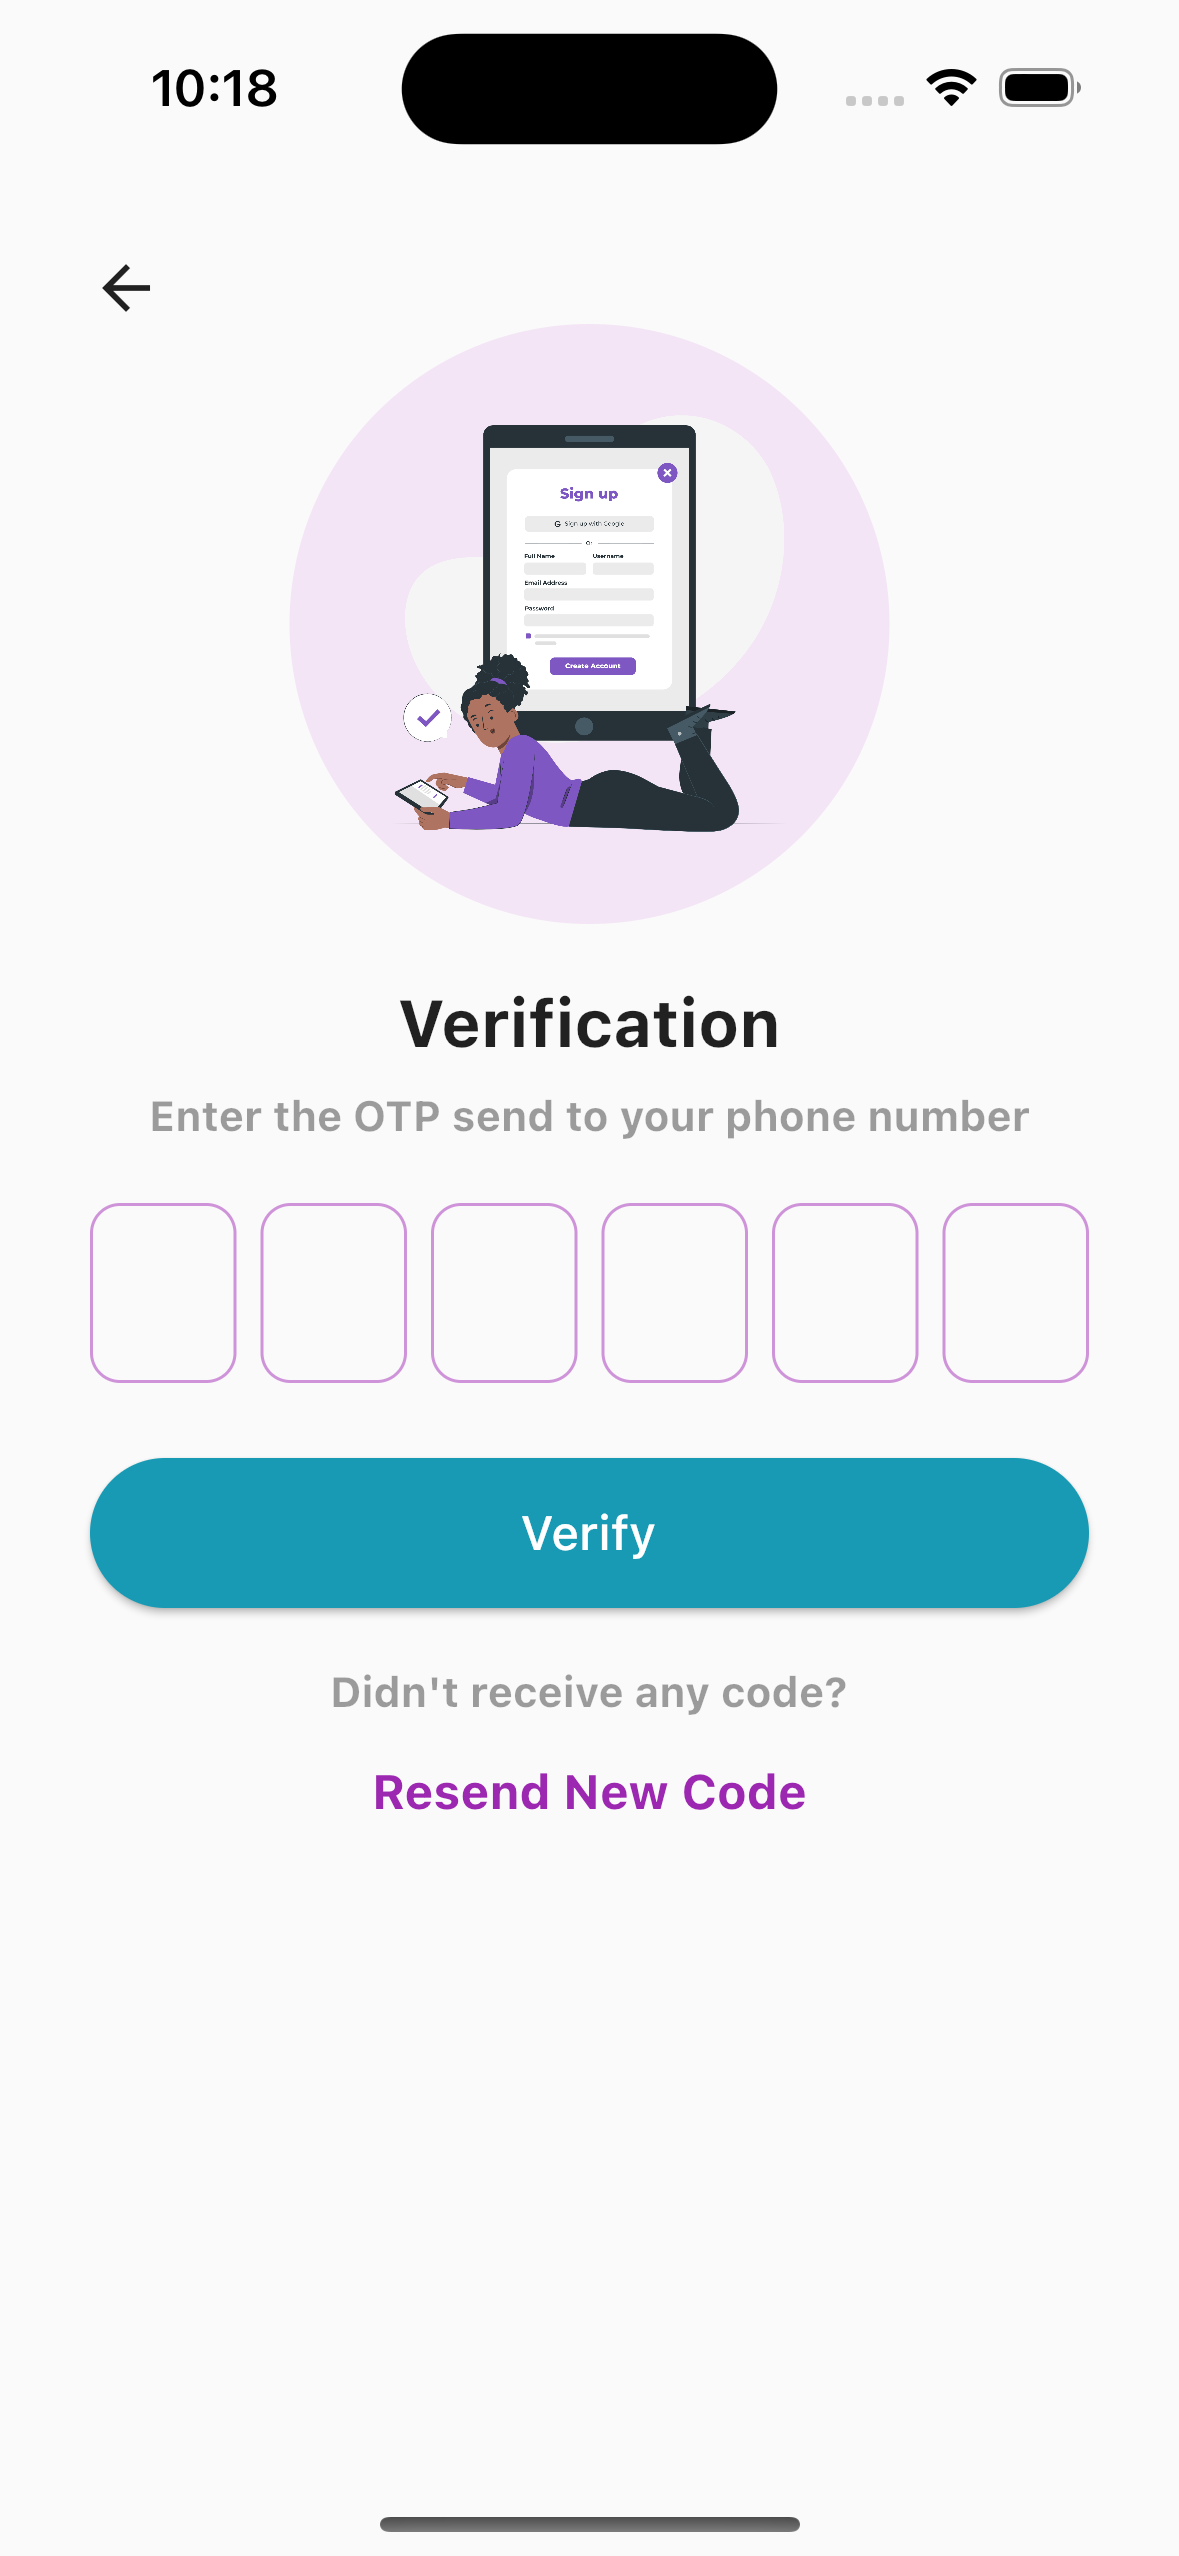 10:18
Sign up
G Sign up with Google
Or
Full Name Username
Email Address
Password
Create Account
Verification
Enter the OTP send to your phone number
Verify
Didn't receive any code?
Resend New Code